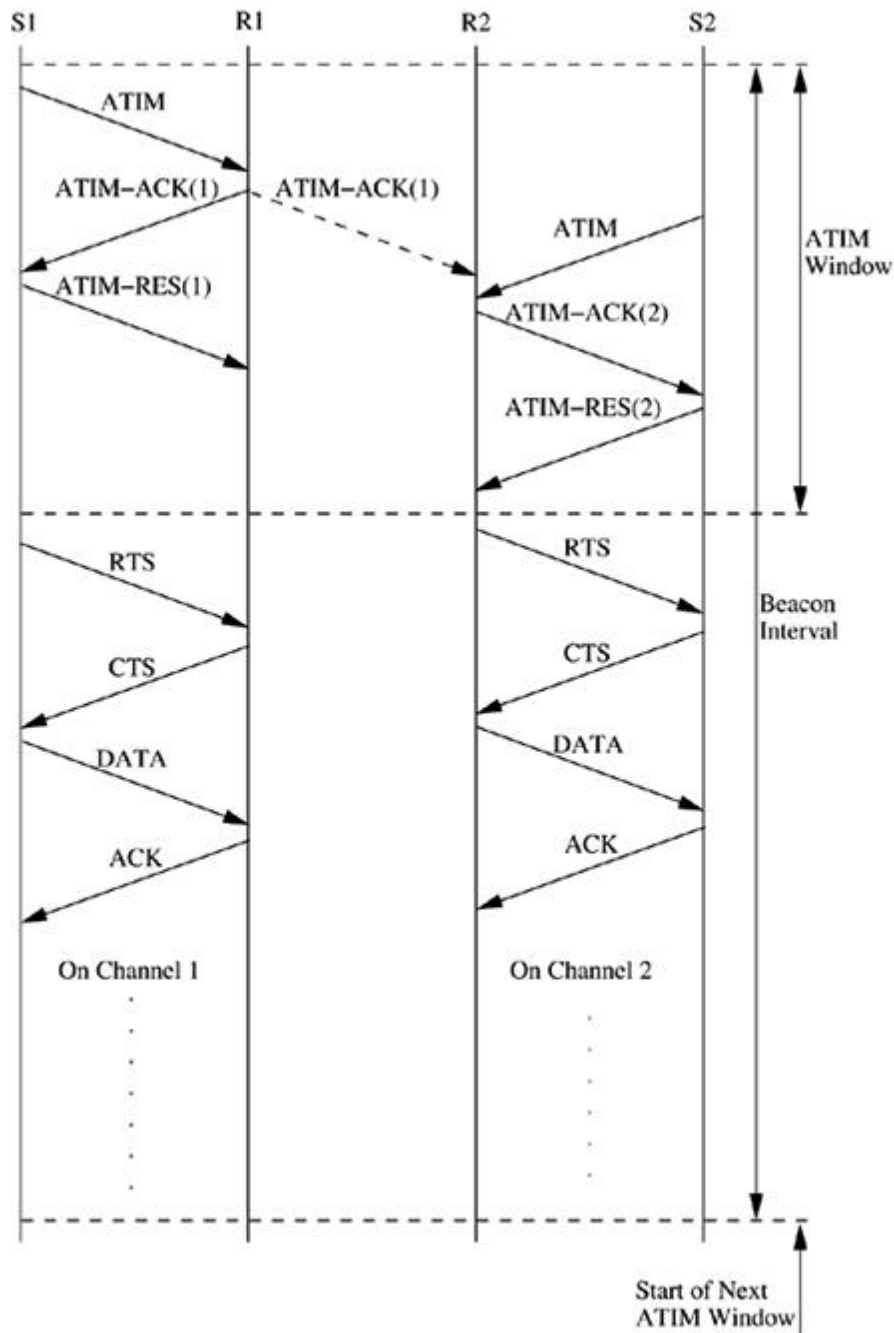 S1 R1 R2 S2
ATIM
ATIM-ACK(1) ATIM-ACK(1)
ATIM
ATIM
Window
ATIM-RES(1)
ATIM-ACK(2)
ATIM-RES(2)
RTS RTS
Beacon
Interval
CTS CTS
DATA DATA
ACK ACK
On Channel 1 On Channel 2
Start of Next
ATIM Window